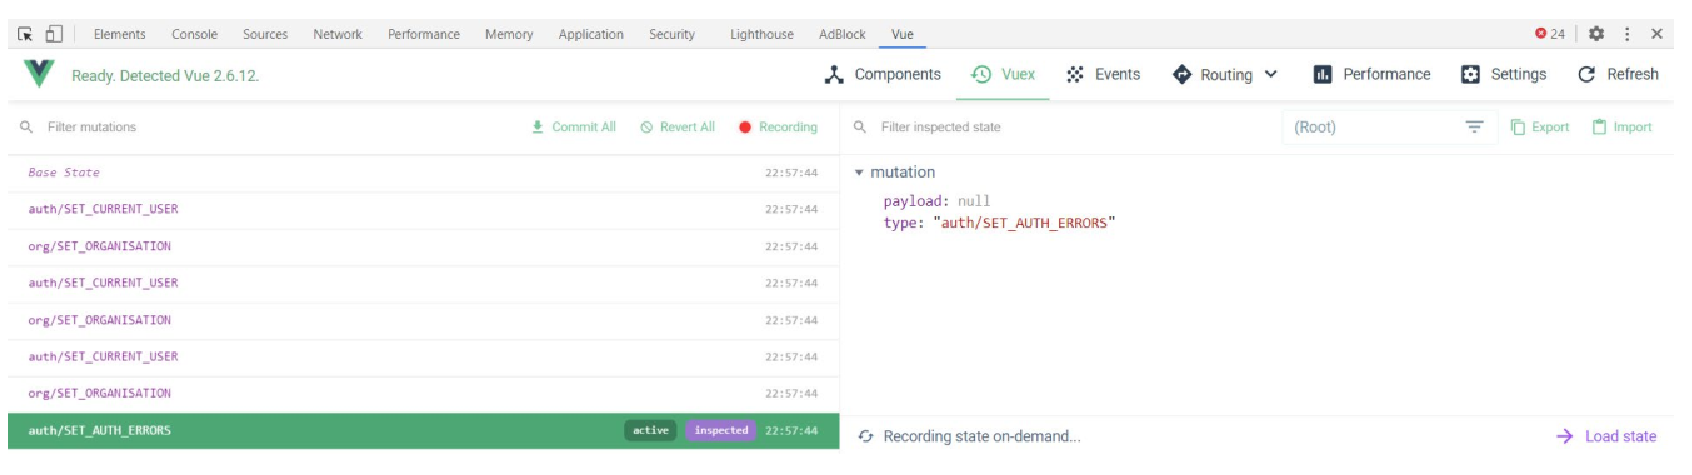 Elements Console Sources Network Performance Memory Application Security Lighthouse AdBlock Vue 24
Ready. Detected Vue 2.6.12. Components Vuex Events Routing Performance Settings Refresh
Filter mutations Commit All Revert All Recording Filter inspected state (Root) Export Import
Base State 22:57:44
auth/SET_CURRENT_USER 22:57:44
org/SET_ORGANISATION 22:57:44
auth/SET_CURRENT_USER 22:57:44
org/SET_ORGANISATION 22:57:44
auth/SET_CURRENT_USER 22:57:44
org/SET_ORGANISATION 22:57:44
auth/SET_AUTH_ERRORS active inspected 22:57:44
mutation
payload: null
type: "auth/SET_AUTH_ERRORS"
Recording state on-demand... Load state